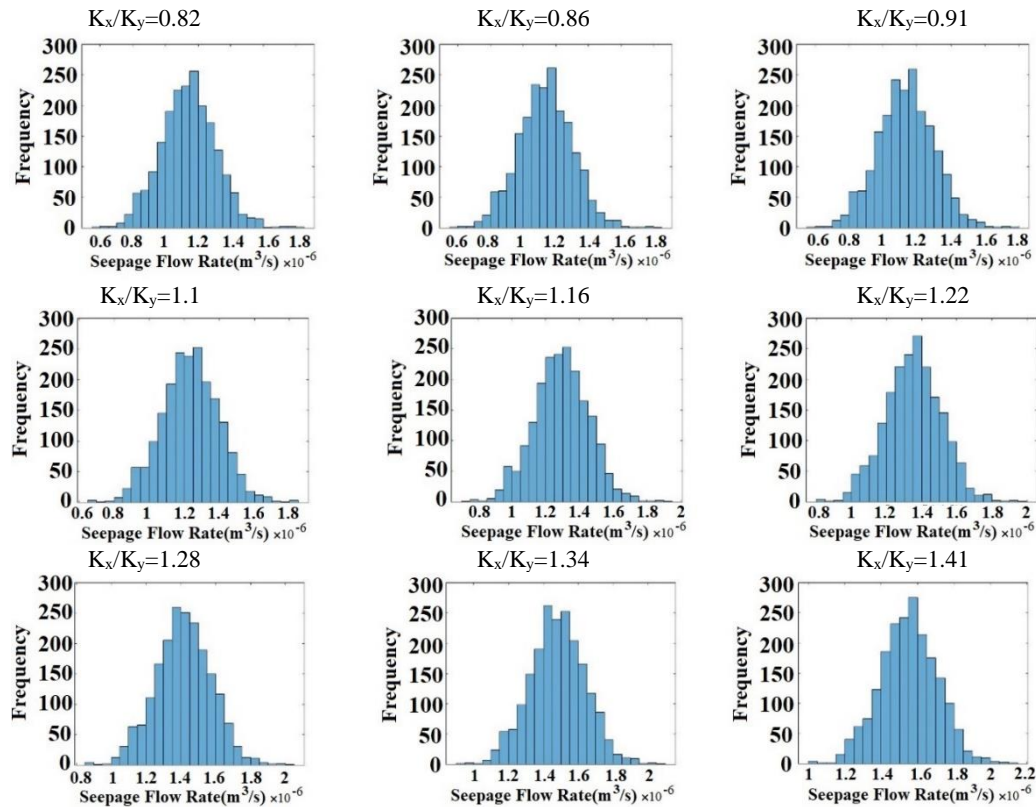 Kₓ/Kᵧ=0.82 Kₓ/Kᵧ=0.86 Kₓ/Kᵧ=0.91
300 300 300
250 250 250
200 200 200
150 150 150
100 100 100
50 50 50
0 0 0
Frequency Frequency Frequency
0.6 0.8 1 1.2 1.4 1.6 1.8 0.6 0.8 1 1.2 1.4 1.6 1.8 0.6 0.8 1 1.2 1.4 1.6 1.8
Seepage Flow Rate(m³/s) ×10⁻⁶ Seepage Flow Rate(m³/s) ×10⁻⁶ Seepage Flow Rate(m³/s) ×10⁻⁶
Kₓ/Kᵧ=1.1 Kₓ/Kᵧ=1.16 Kₓ/Kᵧ=1.22
300 300 300
250 250 250
200 200 200
150 150 150
100 100 100
50 50 50
0 0 0
Frequency Frequency Frequency
0.6 0.8 1 1.2 1.4 1.6 1.8 0.8 1 1.2 1.4 1.6 1.8 2 0.8 1 1.2 1.4 1.6 1.8 2
Seepage Flow Rate(m³/s) ×10⁻⁶ Seepage Flow Rate(m³/s) ×10⁻⁶ Seepage Flow Rate(m³/s) ×10⁻⁶
Kₓ/Kᵧ=1.28 Kₓ/Kᵧ=1.34 Kₓ/Kᵧ=1.41
300 300 300
250 250 250
200 200 200
150 150 150
100 100 100
50 50 50
0 0 0
Frequency Frequency Frequency
0.8 1 1.2 1.4 1.6 1.8 2 1 1.2 1.4 1.6 1.8 2 1 1.2 1.4 1.6 1.8 2 2.2
Seepage Flow Rate(m³/s) ×10⁻⁶ Seepage Flow Rate(m³/s) ×10⁻⁶ Seepage Flow Rate(m³/s) ×10⁻⁶